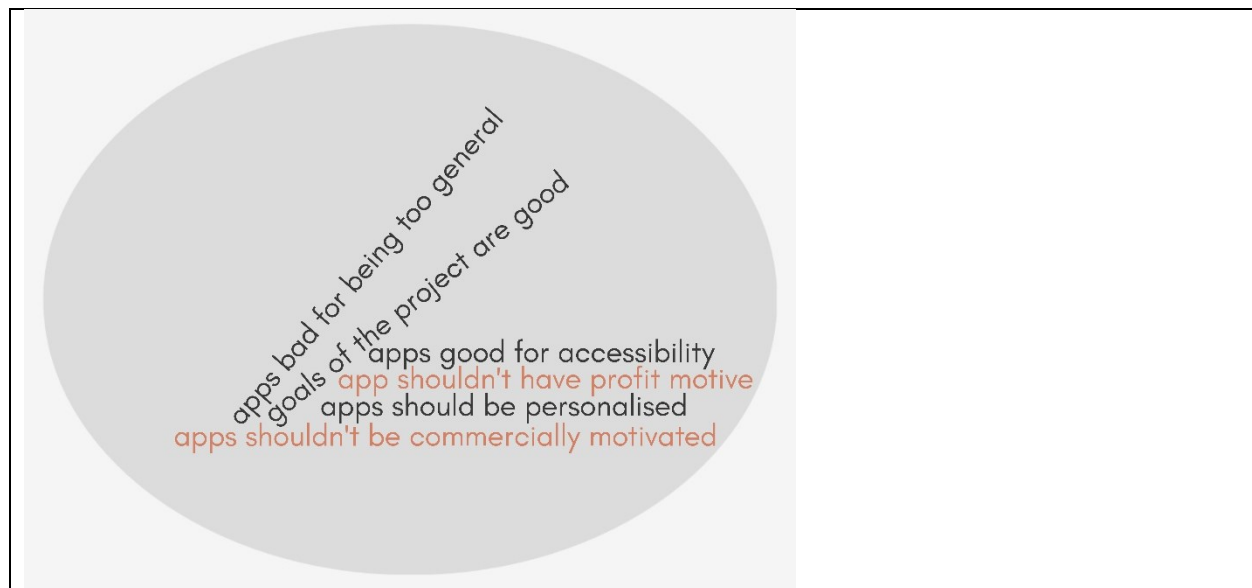 apps bad for being too general
goals of the project are good
apps good for accessibility
app shouldn't have profit motive
apps should be personalised
apps shouldn't be commercially motivated